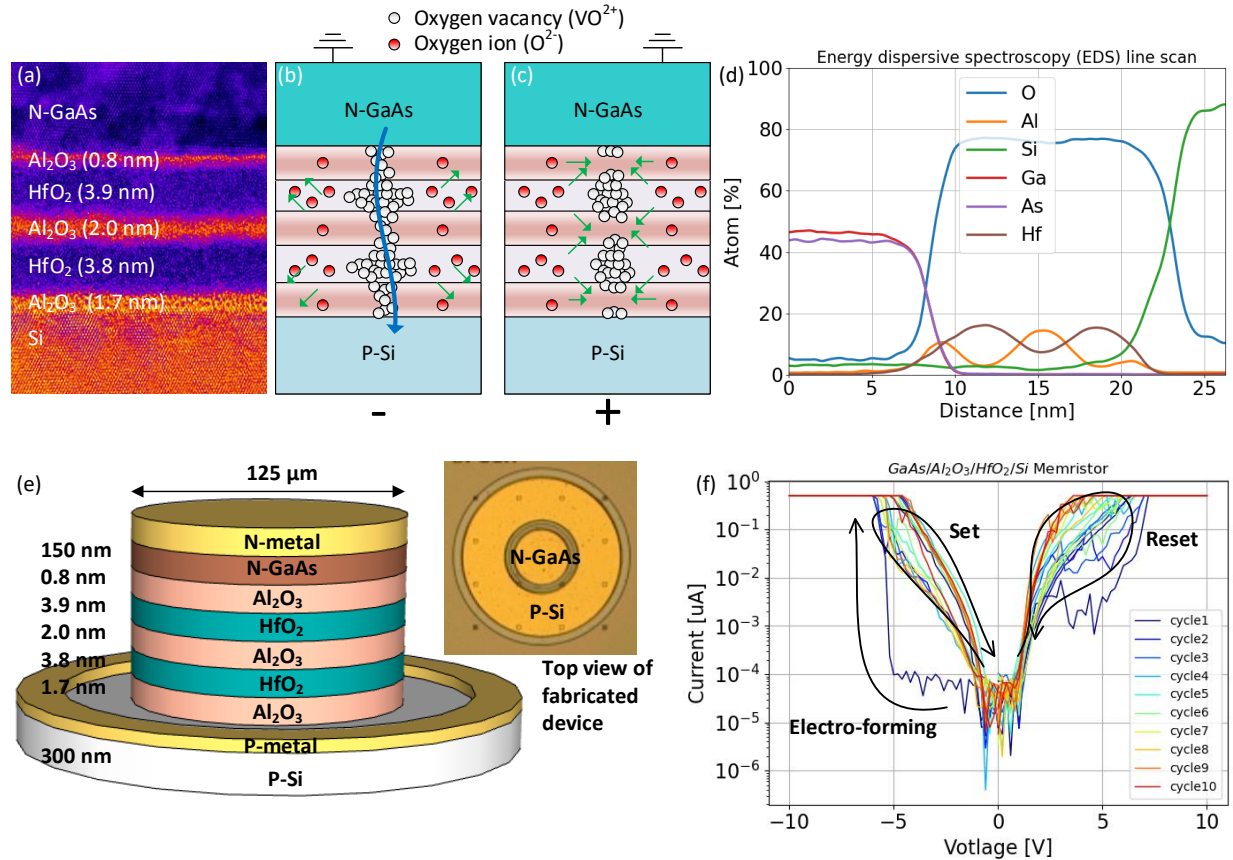 Oxygen vacancy (VO2+)
Oxygen ion (O2-)
(a)
N-GaAs
Al2O3 (0.8 nm)
HfO2 (3.9 nm)
Al2O3 (2.0 nm)
HfO2 (3.8 nm)
Al2O3 (1.7 nm)
Si
(b)
N-GaAs
P-Si
-
(c)
N-GaAs
P-Si
+
(d)
Energy dispersive spectroscopy (EDS) line scan
Atom [%]
100
80
60
40
20
0
O
Al
Si
Ga
As
Hf
0
5
10
15
20
25
Distance [nm]
(e)
125 µm
N-metal
150 nm
N-GaAs
0.8 nm
Al2O3
3.9 nm
HfO2
2.0 nm
Al2O3
3.8 nm
HfO2
1.7 nm
Al2O3
P-metal
300 nm
P-Si
N-GaAs
P-Si
Top view of
fabricated
device
(f)
GaAs/Al2O3/HfO2/Si Memristor
Current [uA]
10^0
10^-1
10^-2
10^-3
10^-4
10^-5
10^-6
Set
Reset
Electro-forming
cycle1
cycle2
cycle3
cycle4
cycle5
cycle6
cycle7
cycle8
cycle9
cycle10
−10
−5
0
5
10
Votlage [V]